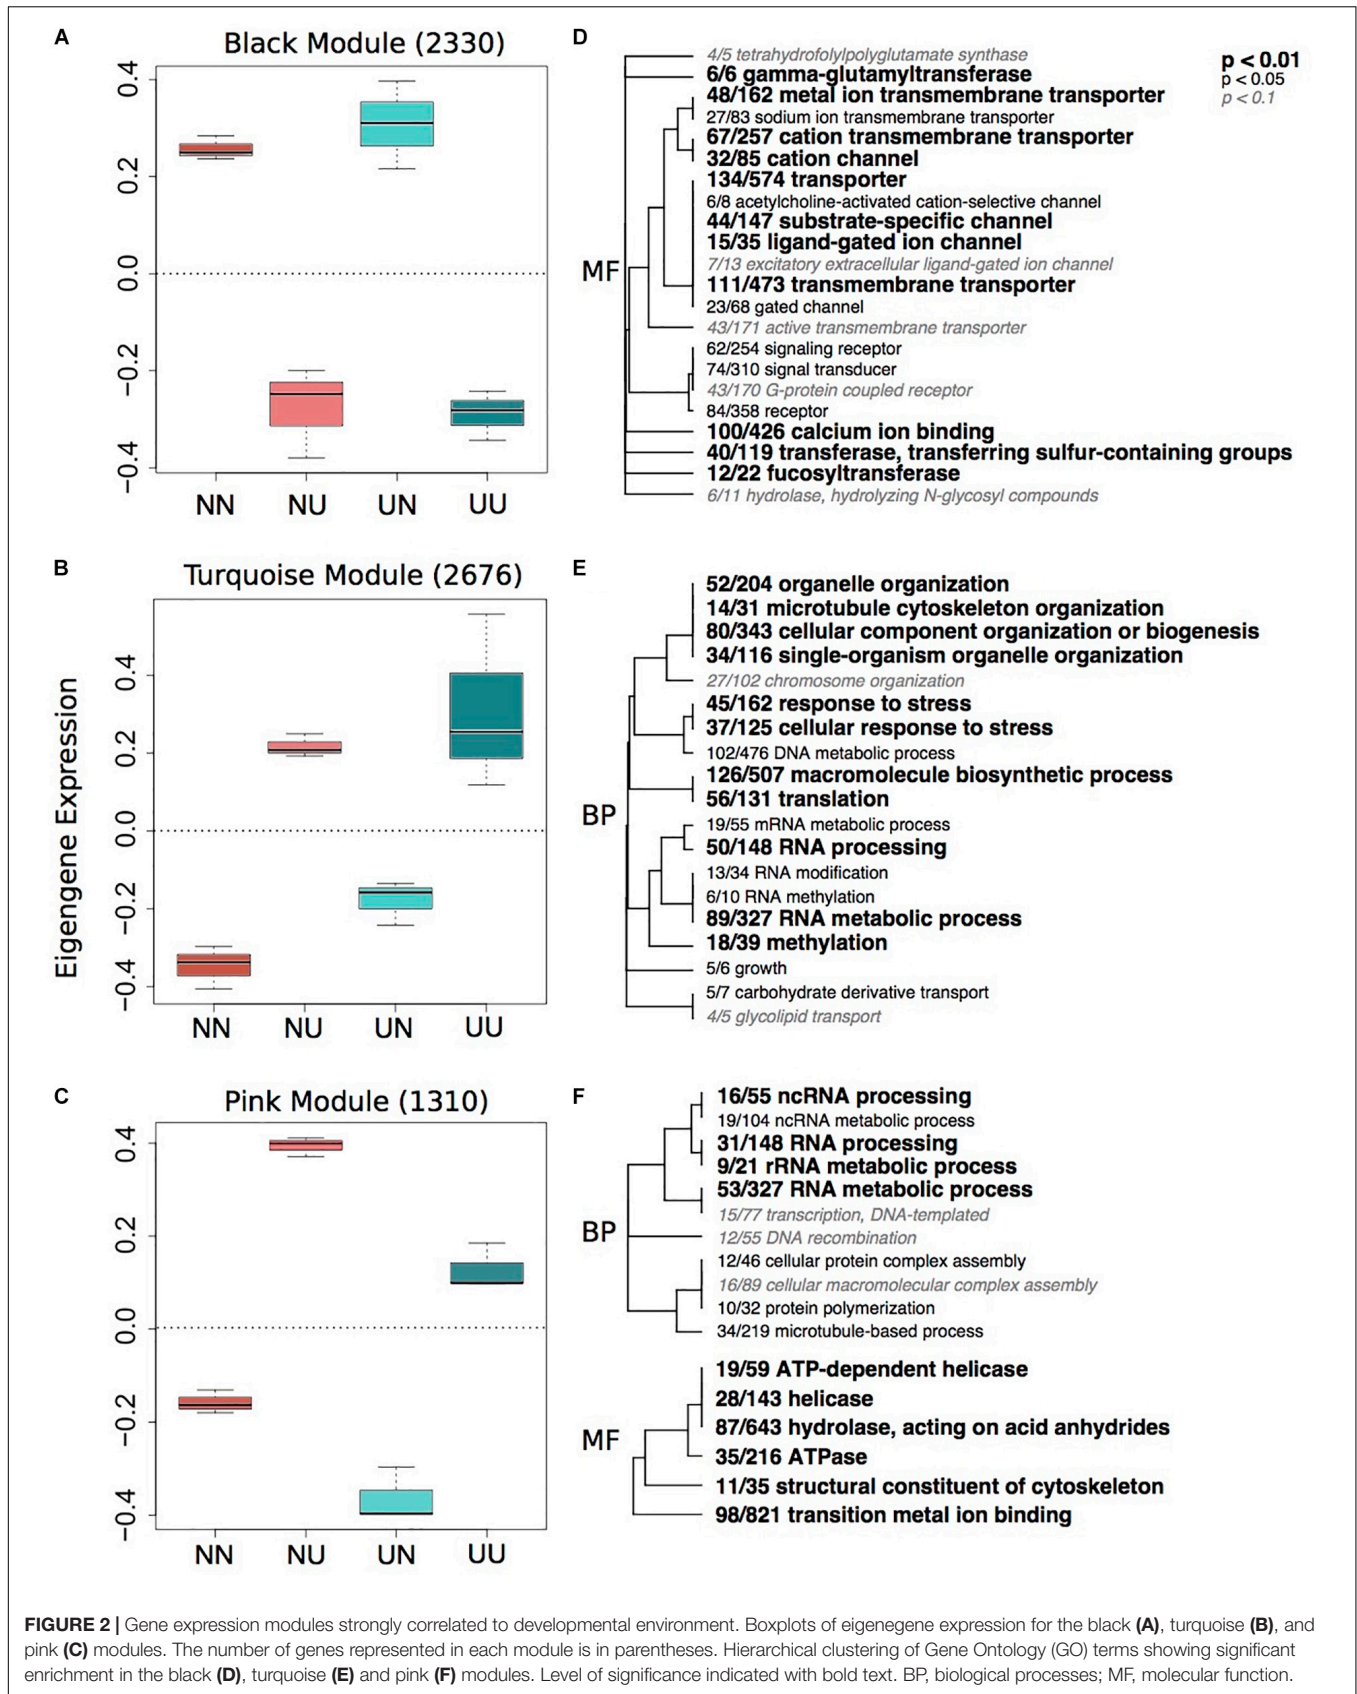 A
Black Module (2330)
0.4
0.2
0.0
−0.2
−0.4
NN NU UN UU
D
p < 0.01
p < 0.05
p < 0.1
MF
4/5 tetrahydrofolylpolyglutamate synthase
6/6 gamma-glutamyltransferase
48/162 metal ion transmembrane transporter
27/83 sodium ion transmembrane transporter
67/257 cation transmembrane transporter
32/85 cation channel
134/574 transporter
6/8 acetylcholine-activated cation-selective channel
44/147 substrate-specific channel
15/35 ligand-gated ion channel
7/13 excitatory extracellular ligand-gated ion channel
111/473 transmembrane transporter
23/68 gated channel
43/171 active transmembrane transporter
62/254 signaling receptor
74/310 signal transducer
43/170 G-protein coupled receptor
84/358 receptor
100/426 calcium ion binding
40/119 transferase, transferring sulfur-containing groups
12/22 fucosyltransferase
6/11 hydrolase, hydrolyzing N-glycosyl compounds
B
Turquoise Module (2676)
Eigengene Expression
0.4
0.2
0.0
−0.2
−0.4
NN NU UN UU
E
BP
52/204 organelle organization
14/31 microtubule cytoskeleton organization
80/343 cellular component organization or biogenesis
34/116 single-organism organelle organization
27/102 chromosome organization
45/162 response to stress
37/125 cellular response to stress
102/476 DNA metabolic process
126/507 macromolecule biosynthetic process
56/131 translation
19/55 mRNA metabolic process
50/148 RNA processing
13/34 RNA modification
6/10 RNA methylation
89/327 RNA metabolic process
18/39 methylation
5/6 growth
5/7 carbohydrate derivative transport
4/5 glycolipid transport
C
Pink Module (1310)
0.4
0.2
0.0
−0.2
−0.4
NN NU UN UU
F
BP
16/55 ncRNA processing
19/104 ncRNA metabolic process
31/148 RNA processing
9/21 rRNA metabolic process
53/327 RNA metabolic process
15/77 transcription, DNA-templated
12/55 DNA recombination
12/46 cellular protein complex assembly
16/89 cellular macromolecular complex assembly
10/32 protein polymerization
34/219 microtubule-based process
MF
19/59 ATP-dependent helicase
28/143 helicase
87/643 hydrolase, acting on acid anhydrides
35/216 ATPase
11/35 structural constituent of cytoskeleton
98/821 transition metal ion binding
FIGURE 2 | Gene expression modules strongly correlated to developmental environment. Boxplots of eigenegene expression for the black (A), turquoise (B), and
pink (C) modules. The number of genes represented in each module is in parentheses. Hierarchical clustering of Gene Ontology (GO) terms showing significant
enrichment in the black (D), turquoise (E) and pink (F) modules. Level of significance indicated with bold text. BP, biological processes; MF, molecular function.